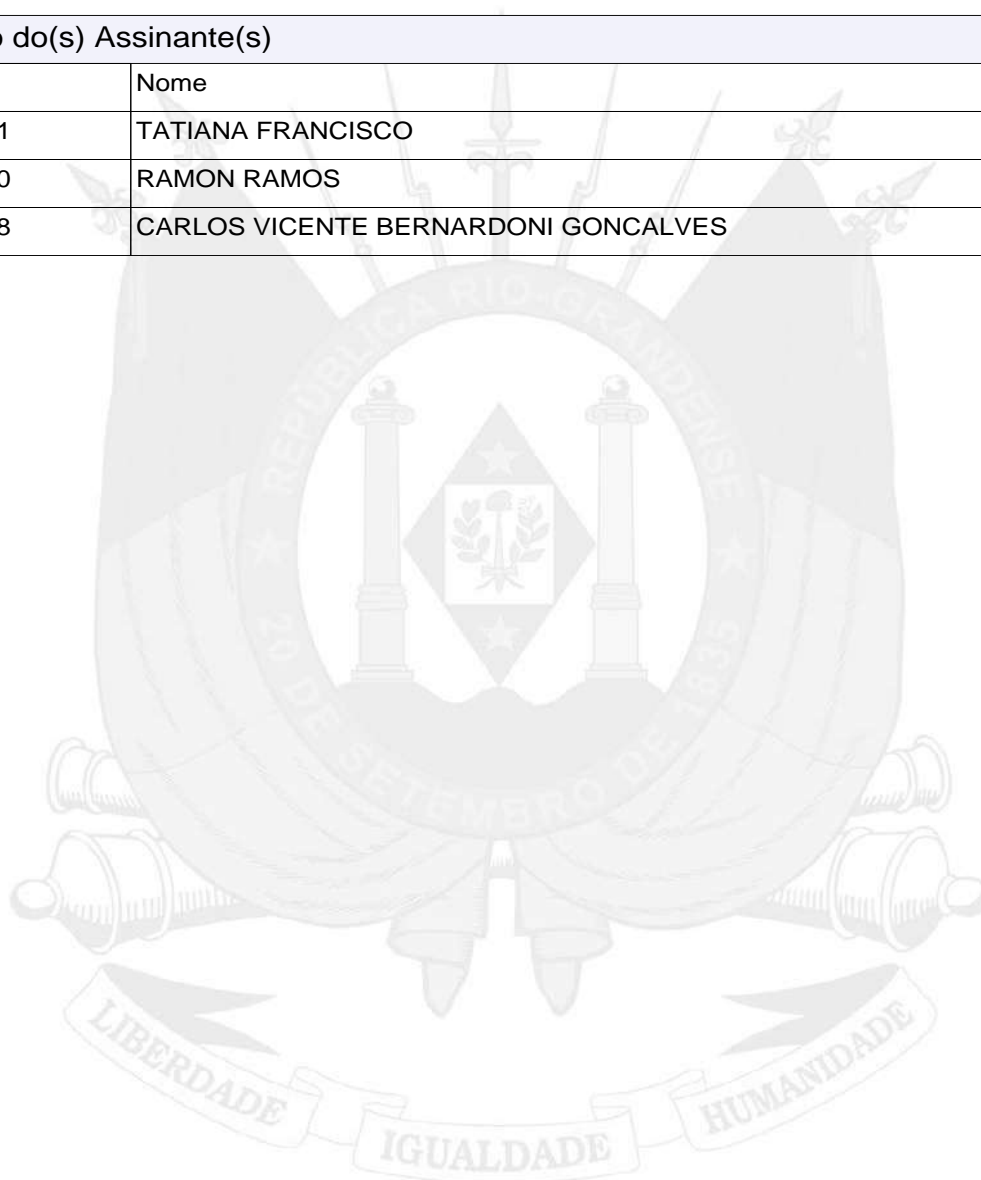 o do(s) Assinante(s)
Nome
1 TATIANA FRANCISCO
0 RAMON RAMOS
8 CARLOS VICENTE BERNARDONI GONCALVES
REPÚBLICA RIO-GRANDENSE
20 DE SETEMBRO DE 1835
LIBERDADE IGUALDADE HUMANIDADE